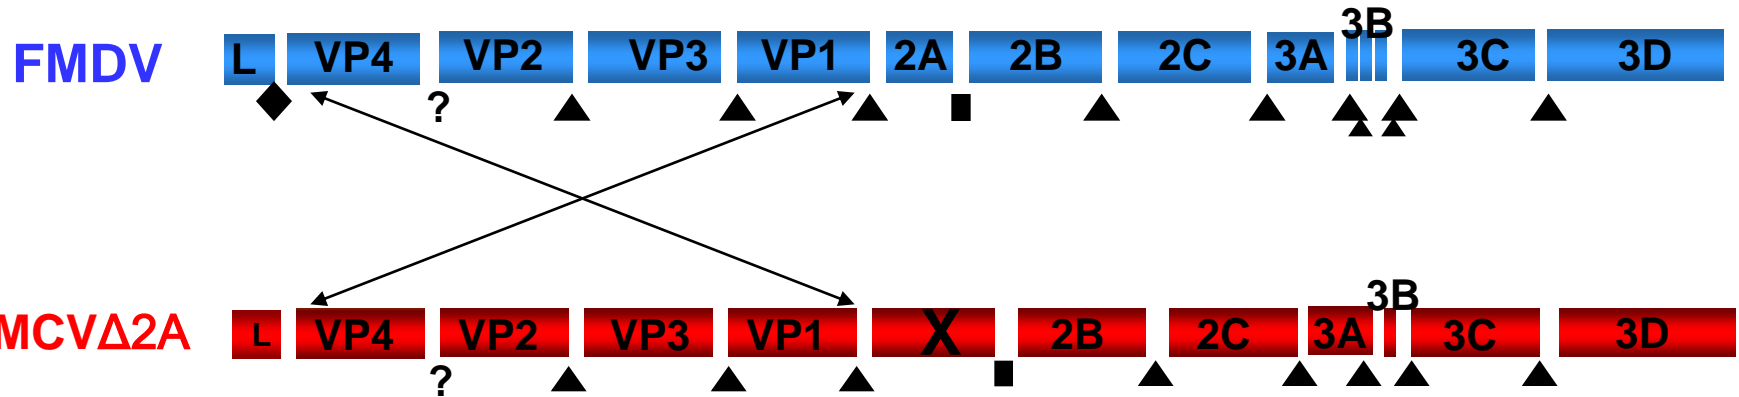 3B
FMDV L VP4 VP2 VP3 VP1 2A 2B 2C 3A 3C 3D
?
3B
MCVΔ2A L VP4 VP2 VP3 VP1 X 2B 2C 3A 3C 3D
?